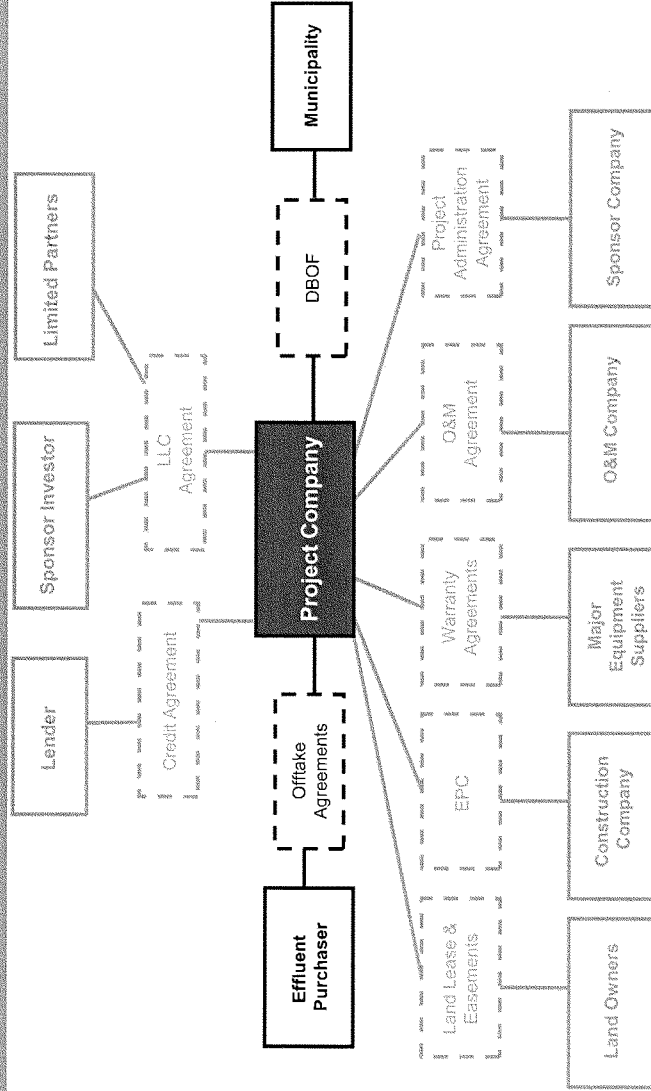 Lender
Sponsor Investor
Limited Partners
Credit Agreement
LLC
Agreement
Effluent
Purchaser
Offtake
Agreements
Project Company
DBOF
Municipality
Land Lease &
Easements
EPC
Warranty
Agreements
O&M
Agreement
Project
Administration
Agreement
Land Owners
Construction
Company
Major
Equipment
Suppliers
O&M Company
Sponsor Company